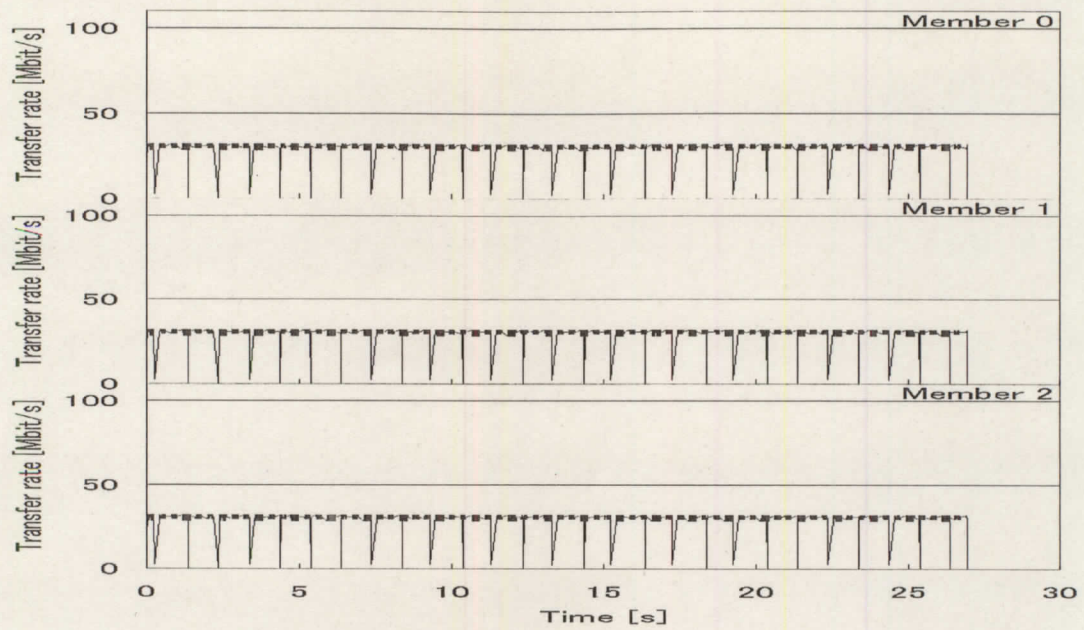 Member 0
100
50
0
Transfer rate [Mbit/s]
Member 1
100
50
0
Transfer rate [Mbit/s]
Member 2
100
50
0
Transfer rate [Mbit/s]
0 5 10 15 20 25 30
Time [s]